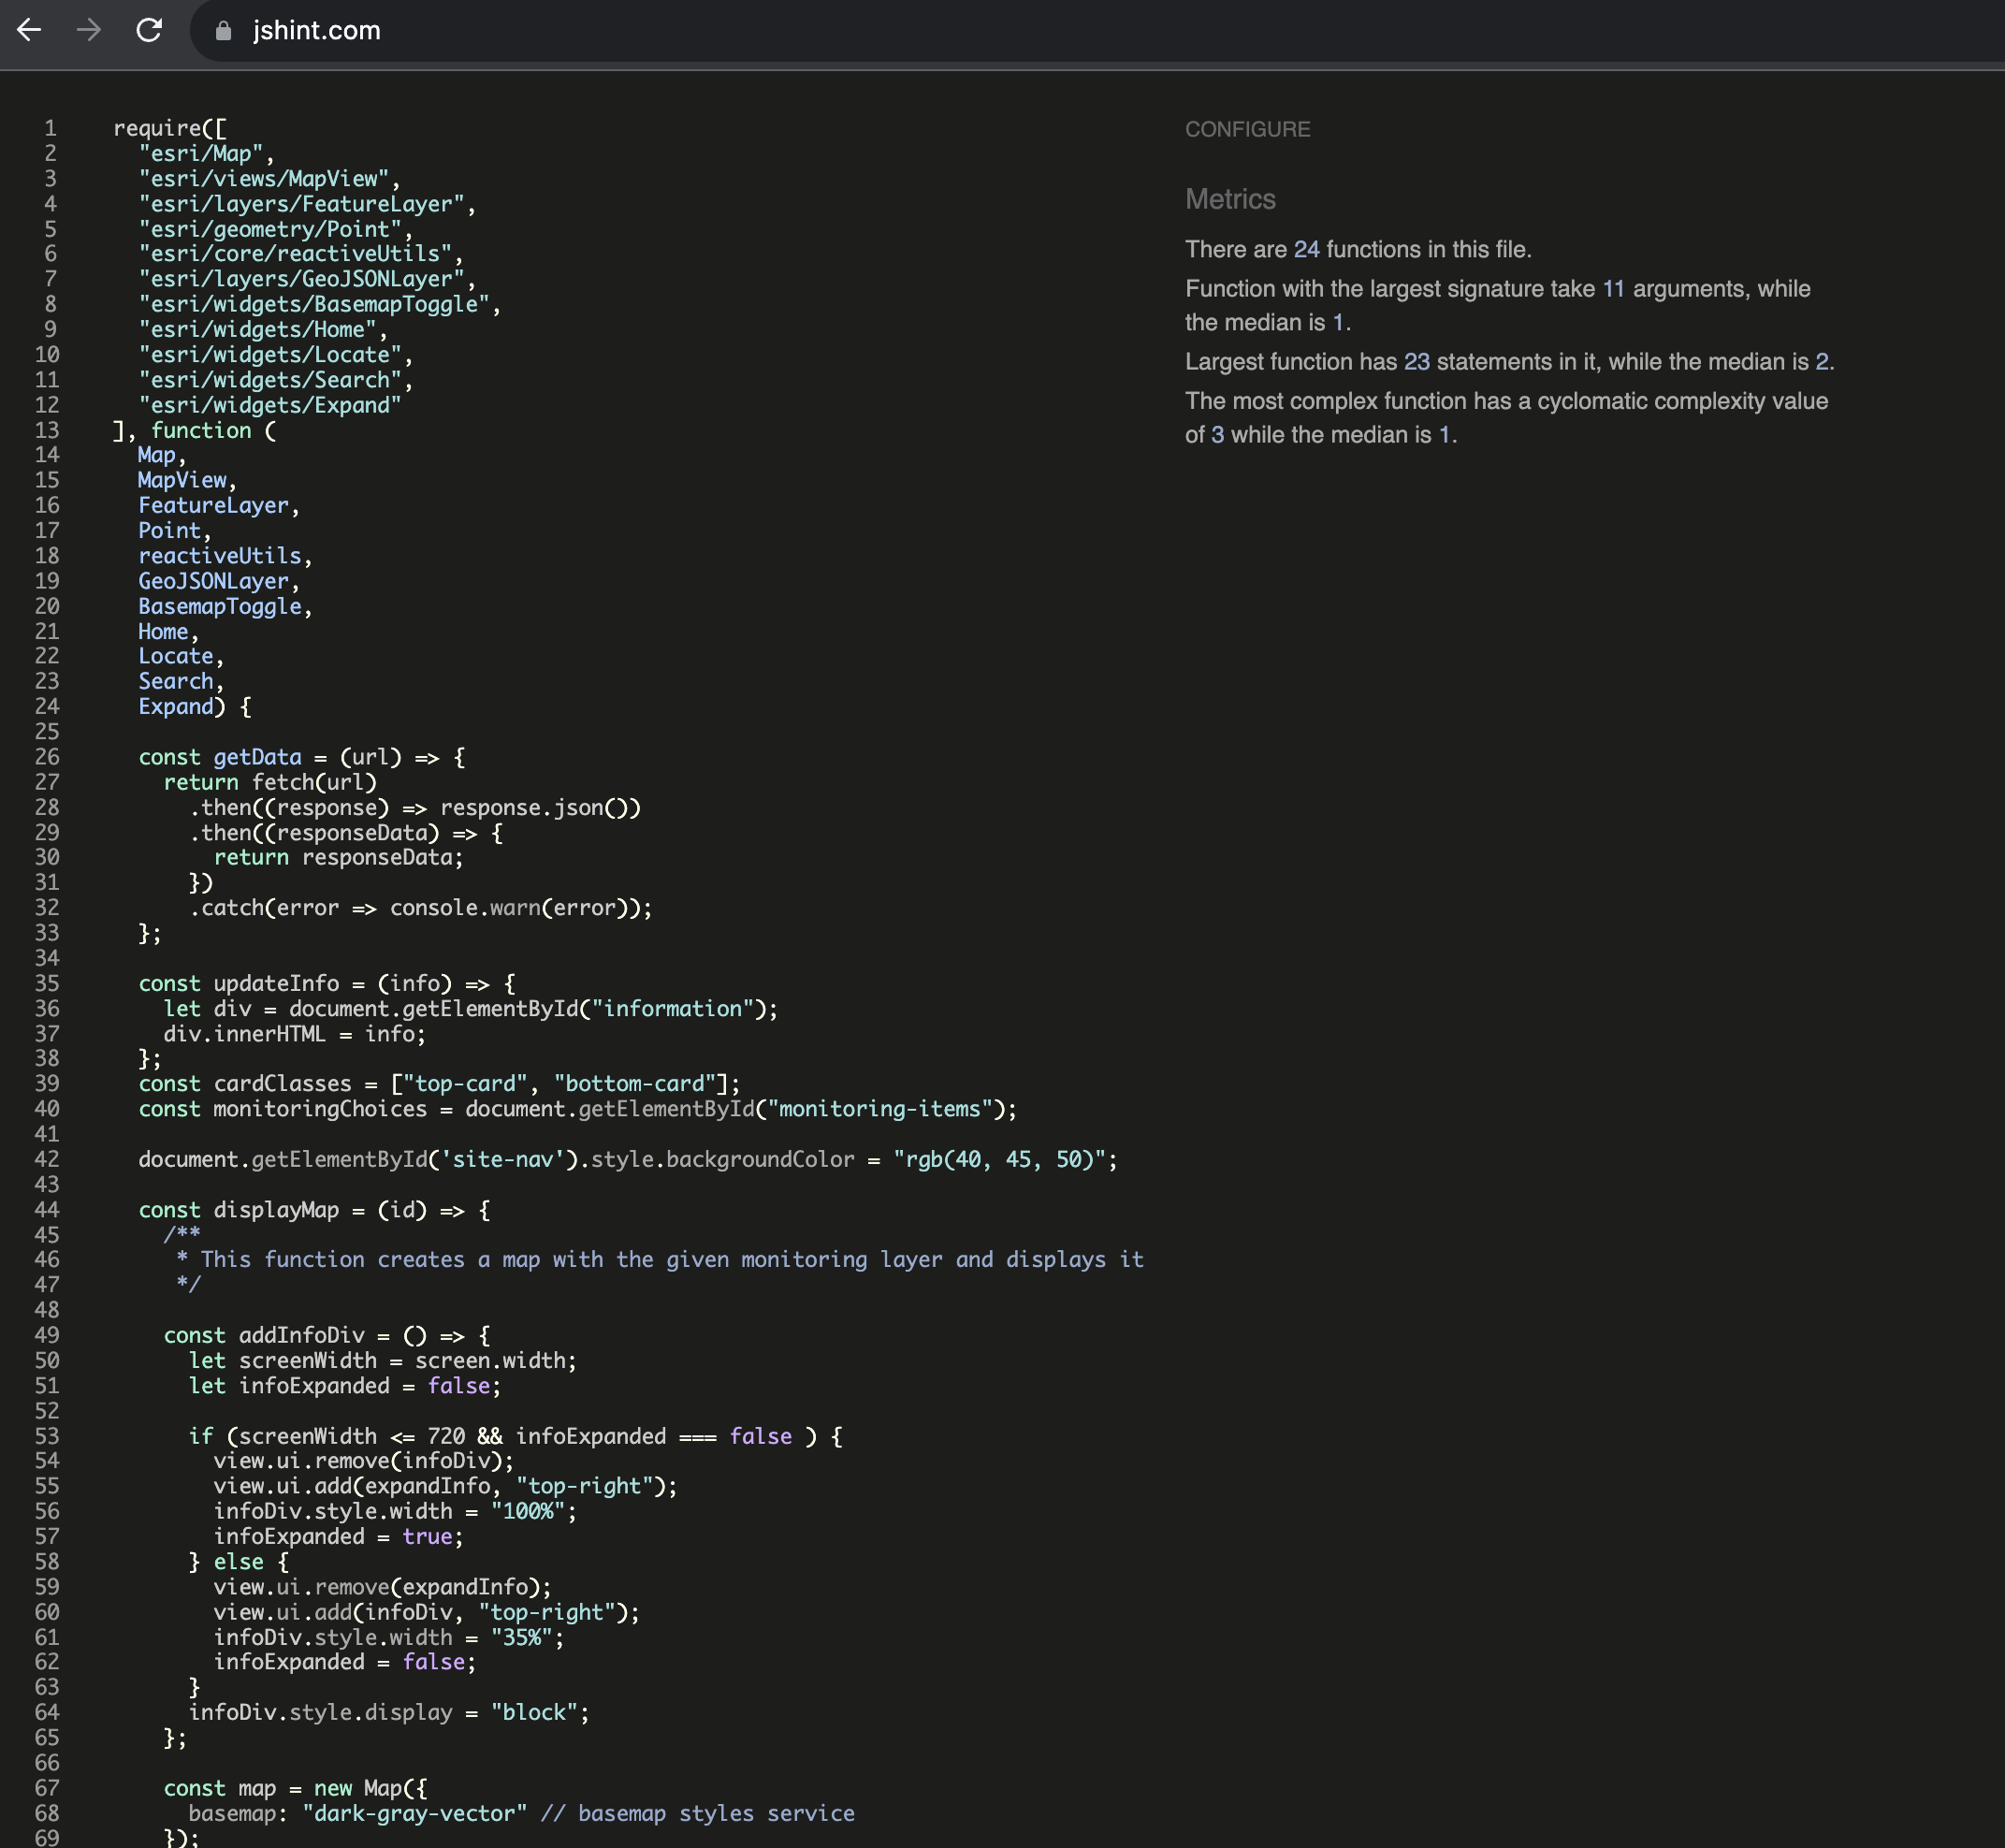 jshint.com
1 require([
2 "esri/Map",
3 "esri/views/MapView",
4 "esri/layers/FeatureLayer",
5 "esri/geometry/Point",
6 "esri/core/reactiveUtils",
7 "esri/layers/GeoJSONLayer",
8 "esri/widgets/BasemapToggle",
9 "esri/widgets/Home",
10 "esri/widgets/Locate",
11 "esri/widgets/Search",
12 "esri/widgets/Expand"
13 ], function (
14 Map,
15 MapView,
16 FeatureLayer,
17 Point,
18 reactiveUtils,
19 GeoJSONLayer,
20 BasemapToggle,
21 Home,
22 Locate,
23 Search,
24 Expand) {
25
26 const getData = (url) => {
27 return fetch(url)
28 .then((response) => response.json())
29 .then((responseData) => {
30 return responseData;
31 })
32 .catch(error => console.warn(error));
33 };
34
35 const updateInfo = (info) => {
36 let div = document.getElementById("information");
37 div.innerHTML = info;
38 };
39 const cardClasses = ["top-card", "bottom-card"];
40 const monitoringChoices = document.getElementById("monitoring-items");
41
42 document.getElementById('site-nav').style.backgroundColor = "rgb(40, 45, 50)";
43
44 const displayMap = (id) => {
45 /**
46 * This function creates a map with the given monitoring layer and displays it
47 */
48
49 const addInfoDiv = () => {
50 let screenWidth = screen.width;
51 let infoExpanded = false;
52
53 if (screenWidth <= 720 && infoExpanded === false ) {
54 view.ui.remove(infoDiv);
55 view.ui.add(expandInfo, "top-right");
56 infoDiv.style.width = "100%";
57 infoExpanded = true;
58 } else {
59 view.ui.remove(expandInfo);
60 view.ui.add(infoDiv, "top-right");
61 infoDiv.style.width = "35%";
62 infoExpanded = false;
63 }
64 infoDiv.style.display = "block";
65 };
66
67 const map = new Map({
68 basemap: "dark-gray-vector" // basemap styles service
69 });
CONFIGURE
Metrics
There are 24 functions in this file.
Function with the largest signature take 11 arguments, while
the median is 1.
Largest function has 23 statements in it, while the median is 2.
The most complex function has a cyclomatic complexity value
of 3 while the median is 1.